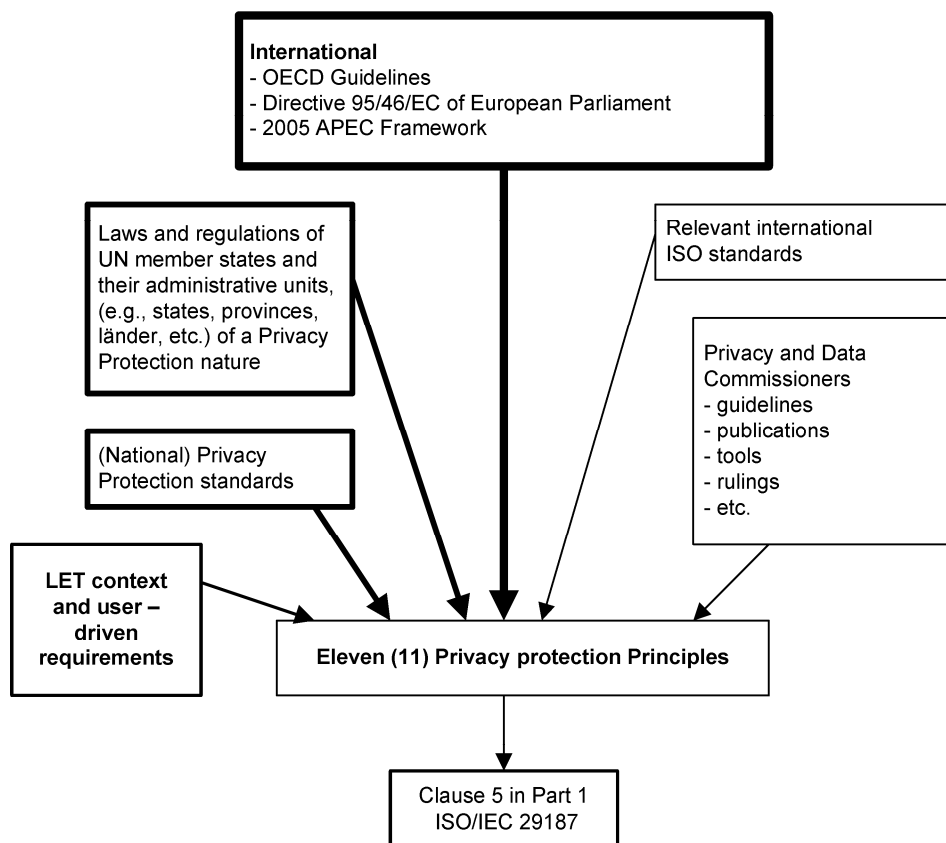 International
- OECD Guidelines
- Directive 95/46/EC of European Parliament
- 2005 APEC Framework
Laws and regulations of
UN member states and
their administrative units,
(e.g., states, provinces,
länder, etc.) of a Privacy
Protection nature
Relevant international
ISO standards
Privacy and Data
Commissioners
- guidelines
- publications
- tools
- rulings
- etc.
(National) Privacy
Protection standards
LET context
and user –
driven
requirements
Eleven (11) Privacy protection Principles
Clause 5 in Part 1
ISO/IEC 29187